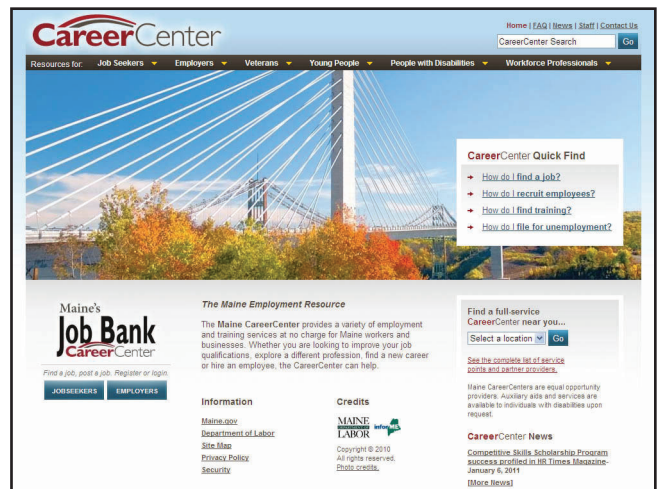 CareerCenter
Home | FAQ | News | Staff | Contact Us
CareerCenter Search
Go
Resources for: Job Seekers Employers Veterans Young People People with Disabilities Workforce Professionals
CareerCenter Quick Find
How do I find a job?
How do I recruit employees?
How do I find training?
How do I file for unemployment?
Maine's
Job Bank
CareerCenter
Find a job, post a job. Register or login.
JOBSEEKERS
EMPLOYERS
The Maine Employment Resource
The Maine CareerCenter provides a variety of employment
and training services at no charge for Maine workers and
businesses. Whether you are looking to improve your job
qualifications, explore a different profession, find a new career
or hire an employee, the CareerCenter can help.
Information
Maine.gov
Department of Labor
Site Map
Privacy Policy
Security
Credits
MAINE
DEPARTMENT OF
LABOR
informe
Copyright © 2010
All rights reserved.
Photo credits.
Find a full-service
CareerCenter near you...
Select a location
Go
See the complete list of service
points and partner providers.
Maine CareerCenters are equal opportunity
providers. Auxiliary aids and services are
available to individuals with disabilities upon
request.
CareerCenter News
Competitive Skills Scholarship Program
success profiled in HR Times Magazine-
January 6, 2011
[More News]